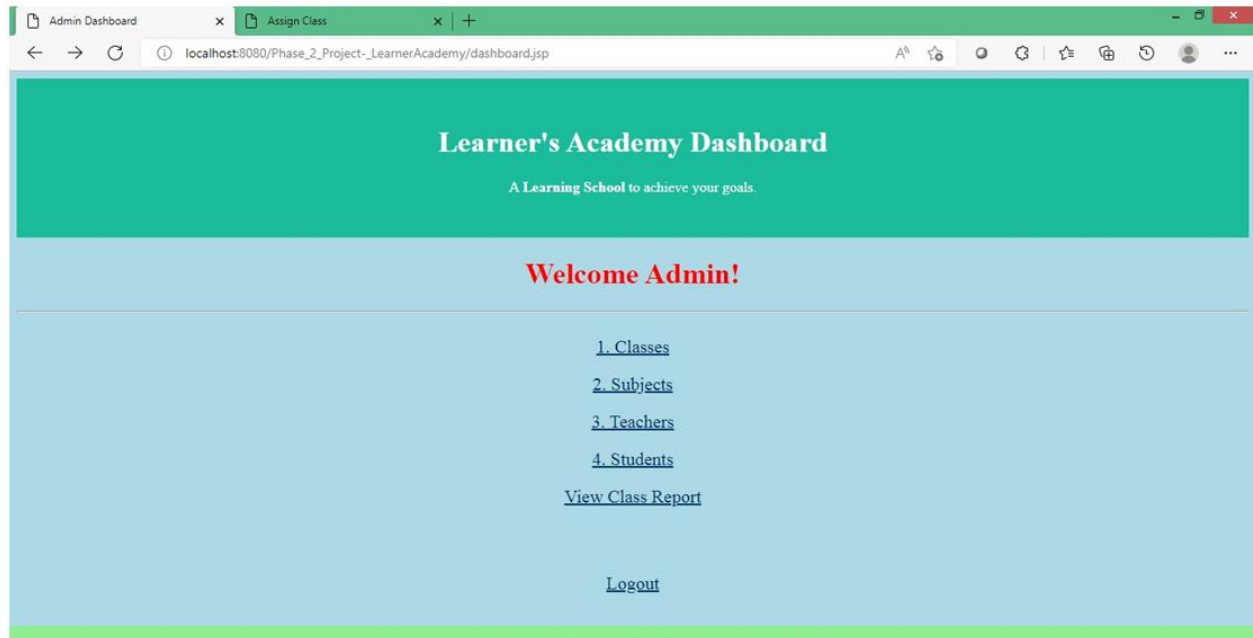 Admin Dashboard
Assign Class
localhost:8080/Phase_2_Project-_LearnerAcademy/dashboard.jsp
Learner's Academy Dashboard
A Learning School to achieve your goals.
Welcome Admin!
1. Classes
2. Subjects
3. Teachers
4. Students
View Class Report
Logout